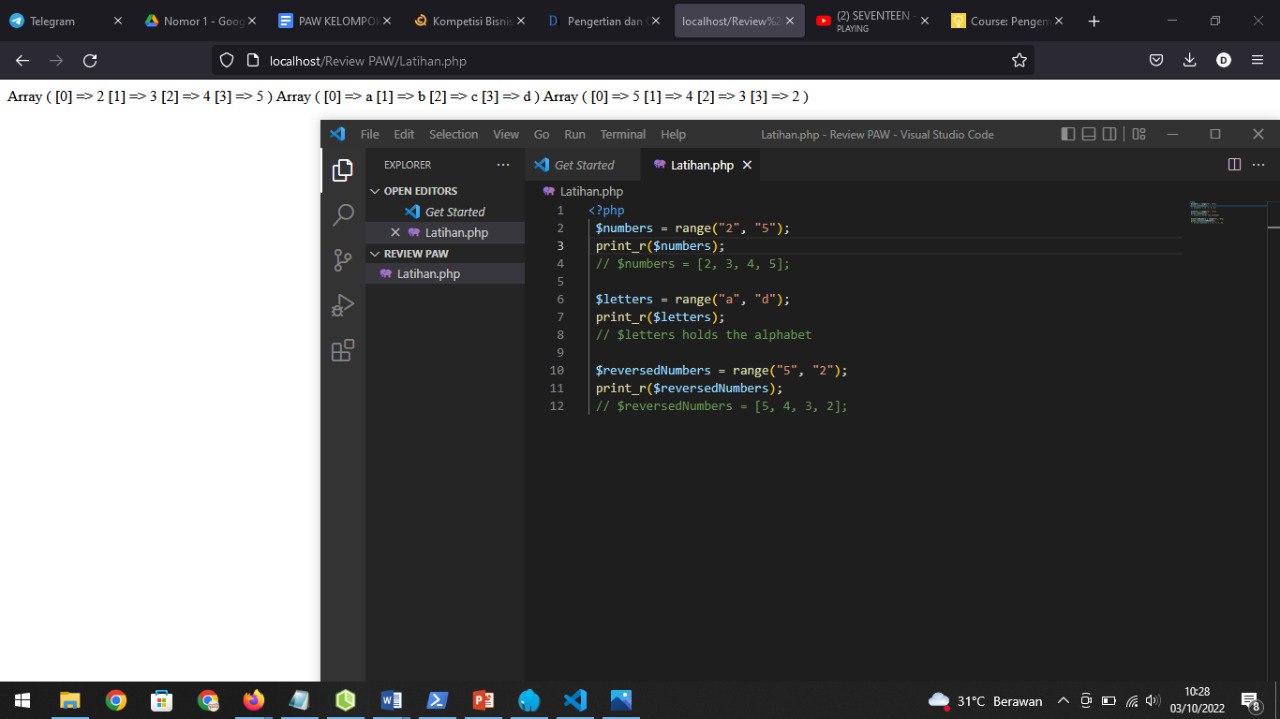 Telegram
Nomor 1 - Goog
PAW KELOMPO
Kompetisi Bisnis
Pengertian dan
localhost/Review%2
(2) SEVENTEEN
PLAYING
Course: Pengem
localhost/Review PAW/Latihan.php
D
Array ( [0] => 2 [1] => 3 [2] => 4 [3] => 5 ) Array ( [0] => a [1] => b [2] => c [3] => d ) Array ( [0] => 5 [1] => 4 [2] => 3 [3] => 2 )
File Edit Selection View Go Run Terminal Help
Latihan.php - Review PAW - Visual Studio Code
EXPLORER
OPEN EDITORS
Get Started
Latihan.php
REVIEW PAW
Latihan.php
Get Started
Latihan.php
Latihan.php
1 <?php
2 $numbers = range("2", "5");
3 print_r($numbers);
4 // $numbers = [2, 3, 4, 5];
5
6 $letters = range("a", "d");
7 print_r($letters);
8 // $letters holds the alphabet
9
10 $reversedNumbers = range("5", "2");
11 print_r($reversedNumbers);
12 // $reversedNumbers = [5, 4, 3, 2];
31°C Berawan
10:28
03/10/2022
8